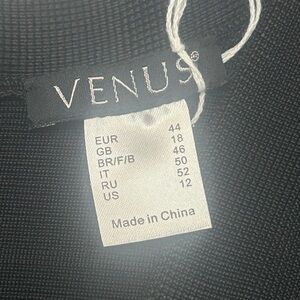 VENUS®
EUR 44
GB 18
BR/F/B 46
IT 50
RU 52
US 12
Made in China